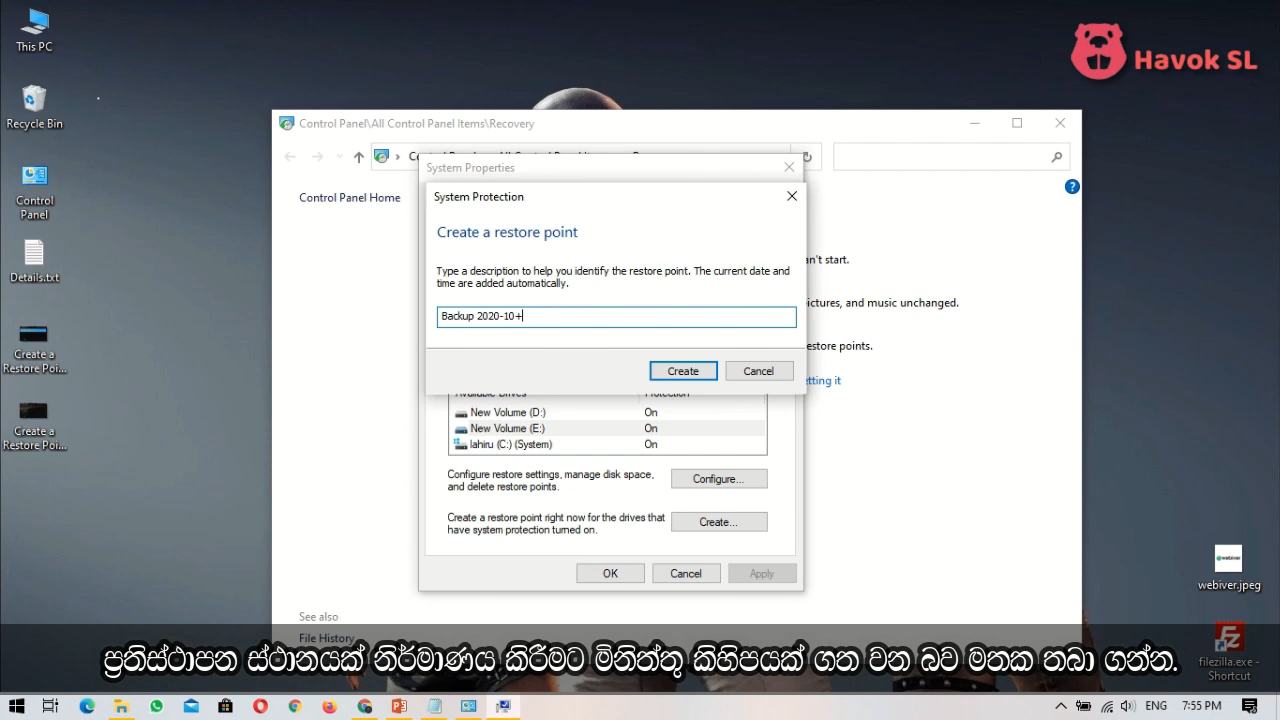 This PC
Recycle Bin
Control
Panel
Details.txt
Create a
Restore Poi...
Create a
Restore Poi...
Havok SL
Control Panel\All Control Panel Items\Recovery
Control Panel Home
System Properties
System Protection
Create a restore point
Type a description to help you identify the restore point. The current date and
time are added automatically.
Backup 2020-10+
Create
Cancel
an't start.
ictures, and music unchanged.
estore points.
etting it
Available Drives
Protection
New Volume (D:)
On
New Volume (E:)
On
lahiru (C:) (System)
On
Configure restore settings, manage disk space,
and delete restore points.
Configure...
Create a restore point right now for the drives that
have system protection turned on.
Create...
OK
Cancel
Apply
See also
File History
webiver
webiver.jpeg
filezilla.exe -
Shortcut
ප්‍රතිස්ථාපන ස්ථානයක් නිර්මාණය කිරීමට මිනිත්තු කිහිපයක් ගත වන බව මතක තබා ගන්න.
ENG
7:55 PM